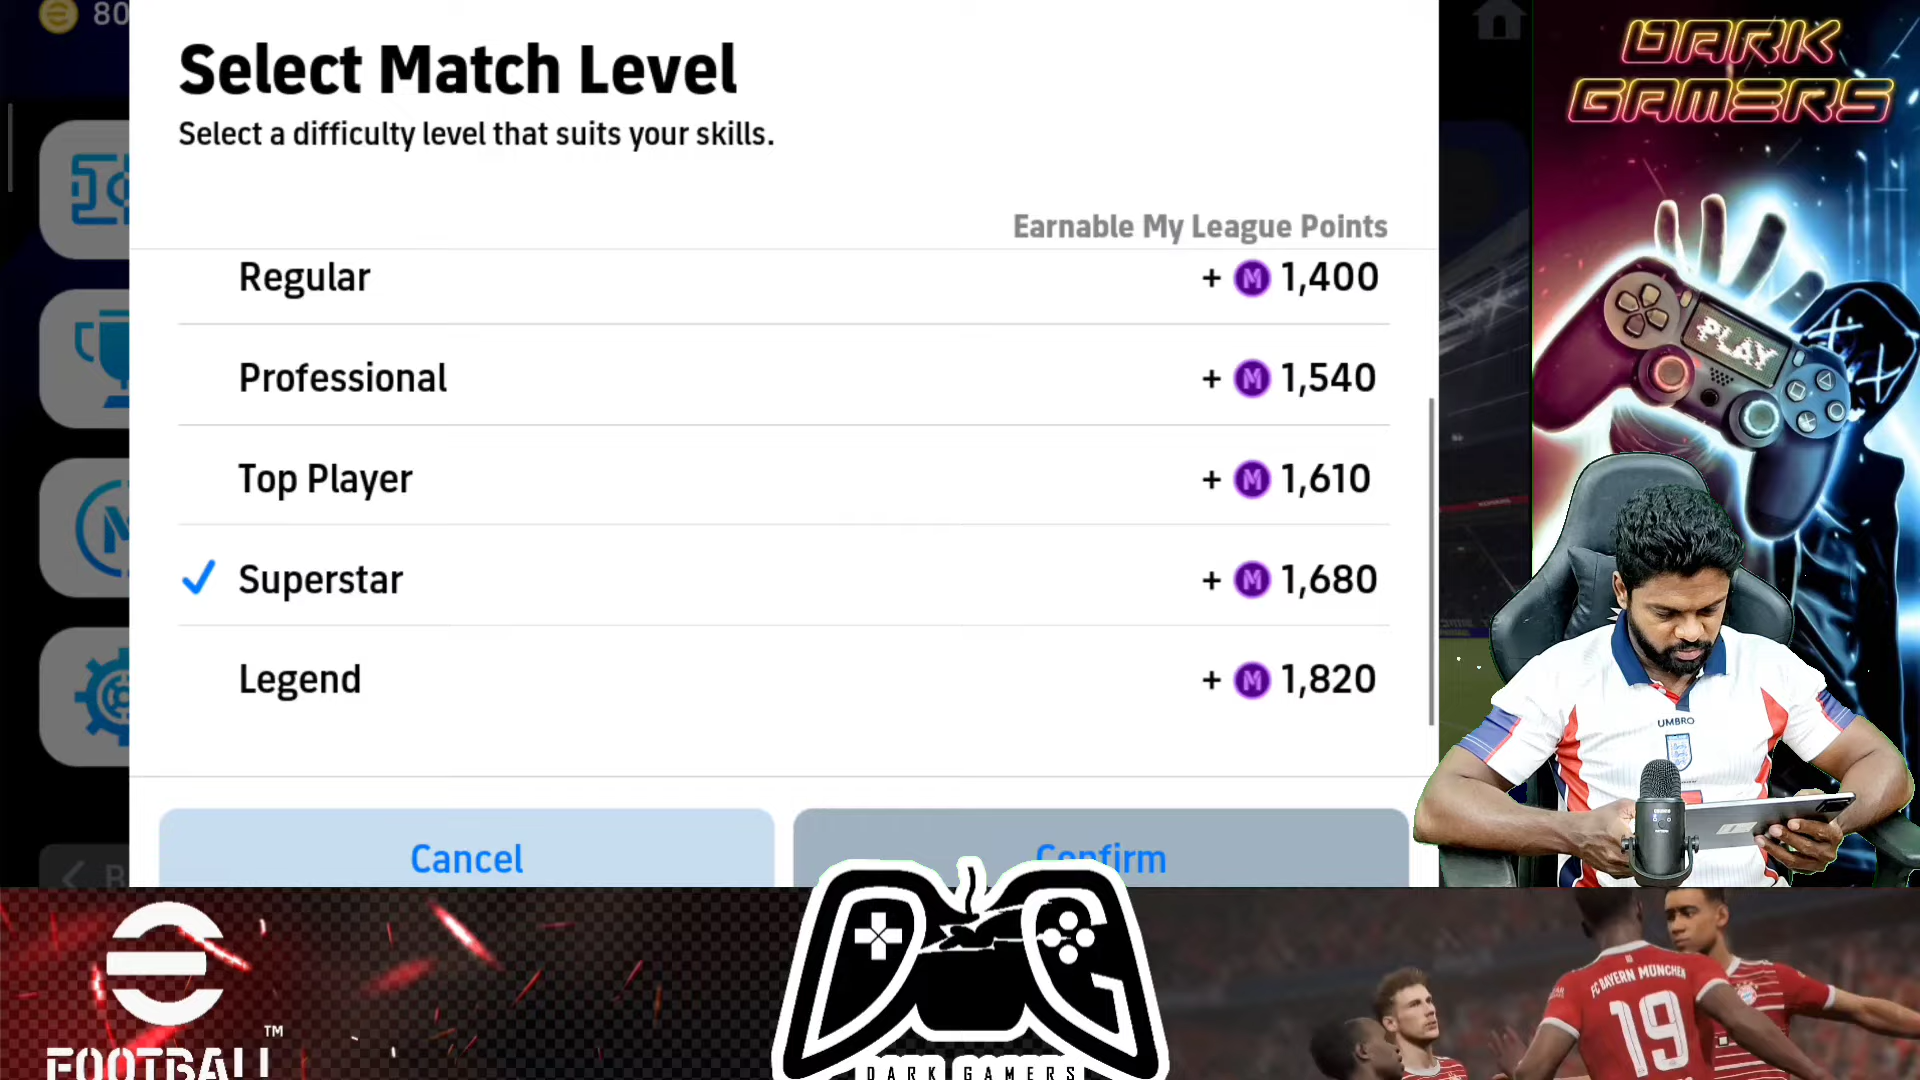 80
Select Match Level
Select a difficulty level that suits your skills.
Earnable My League Points
Regular + M 1,400
Professional + M 1,540
Top Player + M 1,610
Superstar + M 1,680
Legend + M 1,820
Cancel
Confirm
DARK
GAMERS
PLAY
UMBRO
FOOTBALL
TM
DARK GAMERS
FC BAYERN MÜNCHEN
19